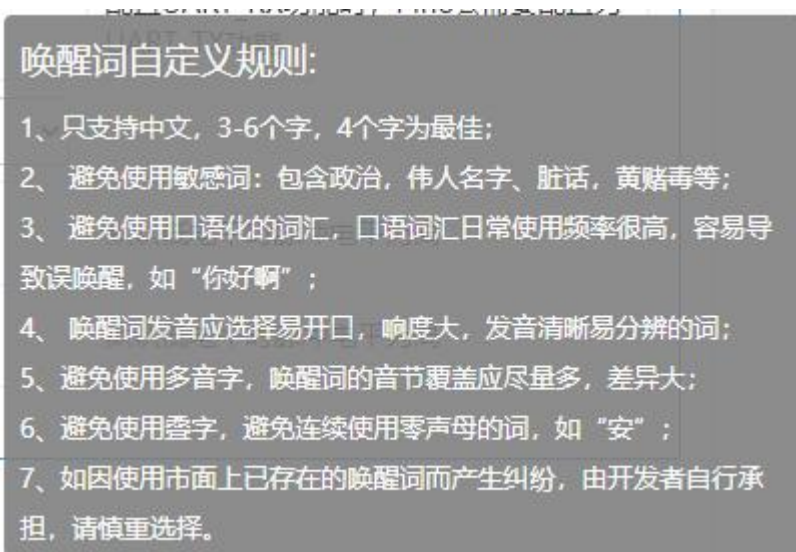 唤醒词自定义规则:
1、只支持中文，3-6个字，4个字为最佳；
2、 避免使用敏感词：包含政治，伟人名字、脏话，黄赌毒等；
3、 避免使用口语化的词汇，口语词汇日常使用频率很高，容易导
致误唤醒，如“你好啊”；
4、 唤醒词发音应选择易开口，响度大，发音清晰易分辨的词；
5、避免使用多音字，唤醒词的音节覆盖应尽量多，差异大；
6、避免使用叠字，避免连续使用零声母的词，如“安”；
7、如因使用市面上已存在的唤醒词而产生纠纷，由开发者自行承
担，请慎重选择。